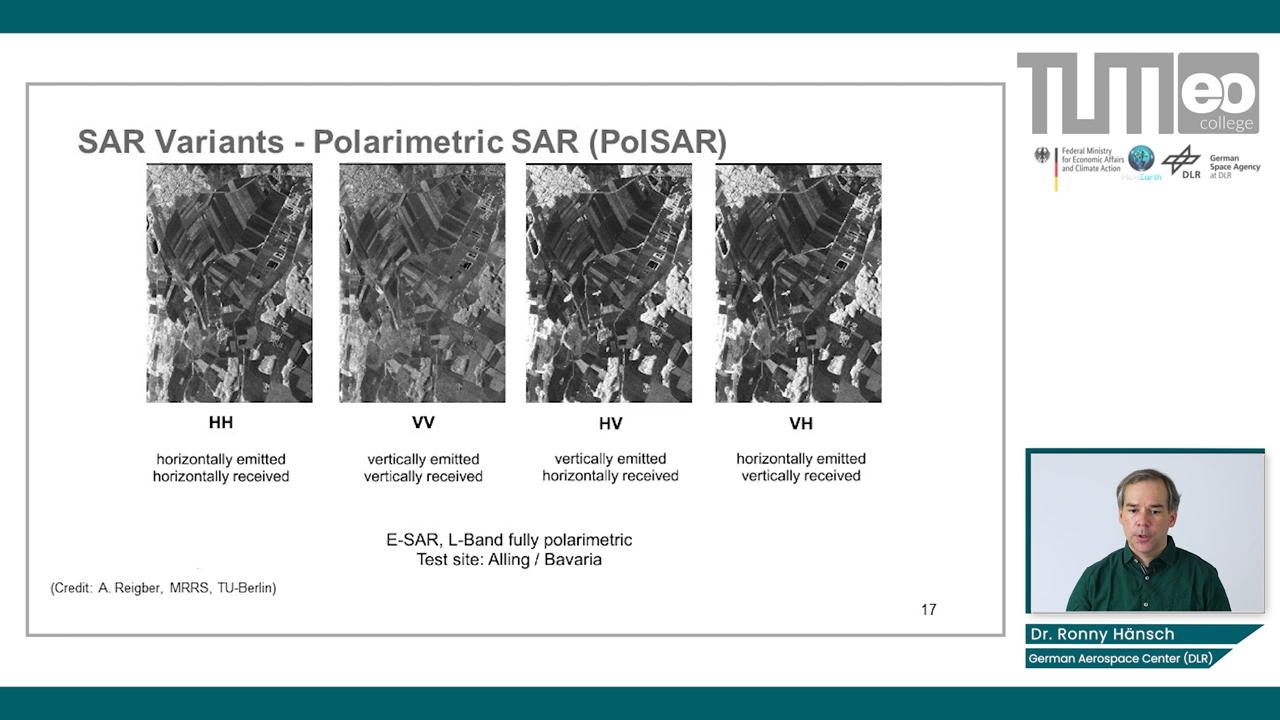 SAR Variants - Polarimetric SAR (PolSAR)
HH
VV
HV
VH
horizontally emitted
horizontally received
vertically emitted
vertically received
vertically emitted
horizontally received
horizontally emitted
vertically received
E-SAR, L-Band fully polarimetric
Test site: Alling / Bavaria
(Credit: A. Reigber, MRRS, TU-Berlin)
17
TUM
eo
college
Federal Ministry
for Economic Affairs
and Climate Action
ML4Earth
DLR
German
Space Agency
at DLR
Dr. Ronny Hänsch
German Aerospace Center (DLR)